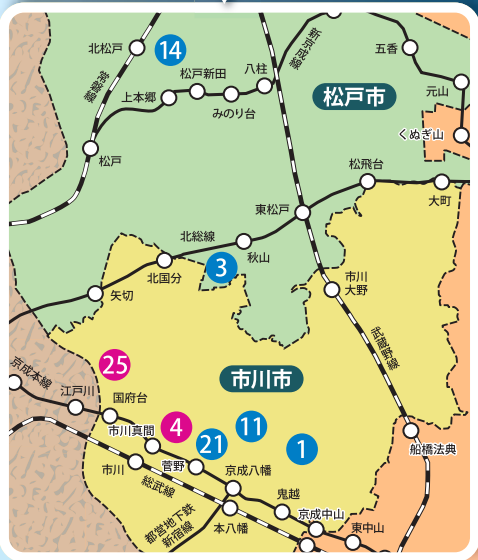 北松戸
14
新京成線
五香
常磐線
松戸新田
八柱
元山
上本郷
みのり台
松戸市
くぬぎ山
松戸
松飛台
大町
東松戸
北総線
秋山
北国分
3
市川
大野
矢切
武蔵野線
25
京成本線
市川市
江戸川
国府台
市川真間
4
11
21
1
船橋法典
菅野
市川
総武線
京成八幡
鬼越
都営地下鉄
新宿線
本八幡
京成中山
東中山